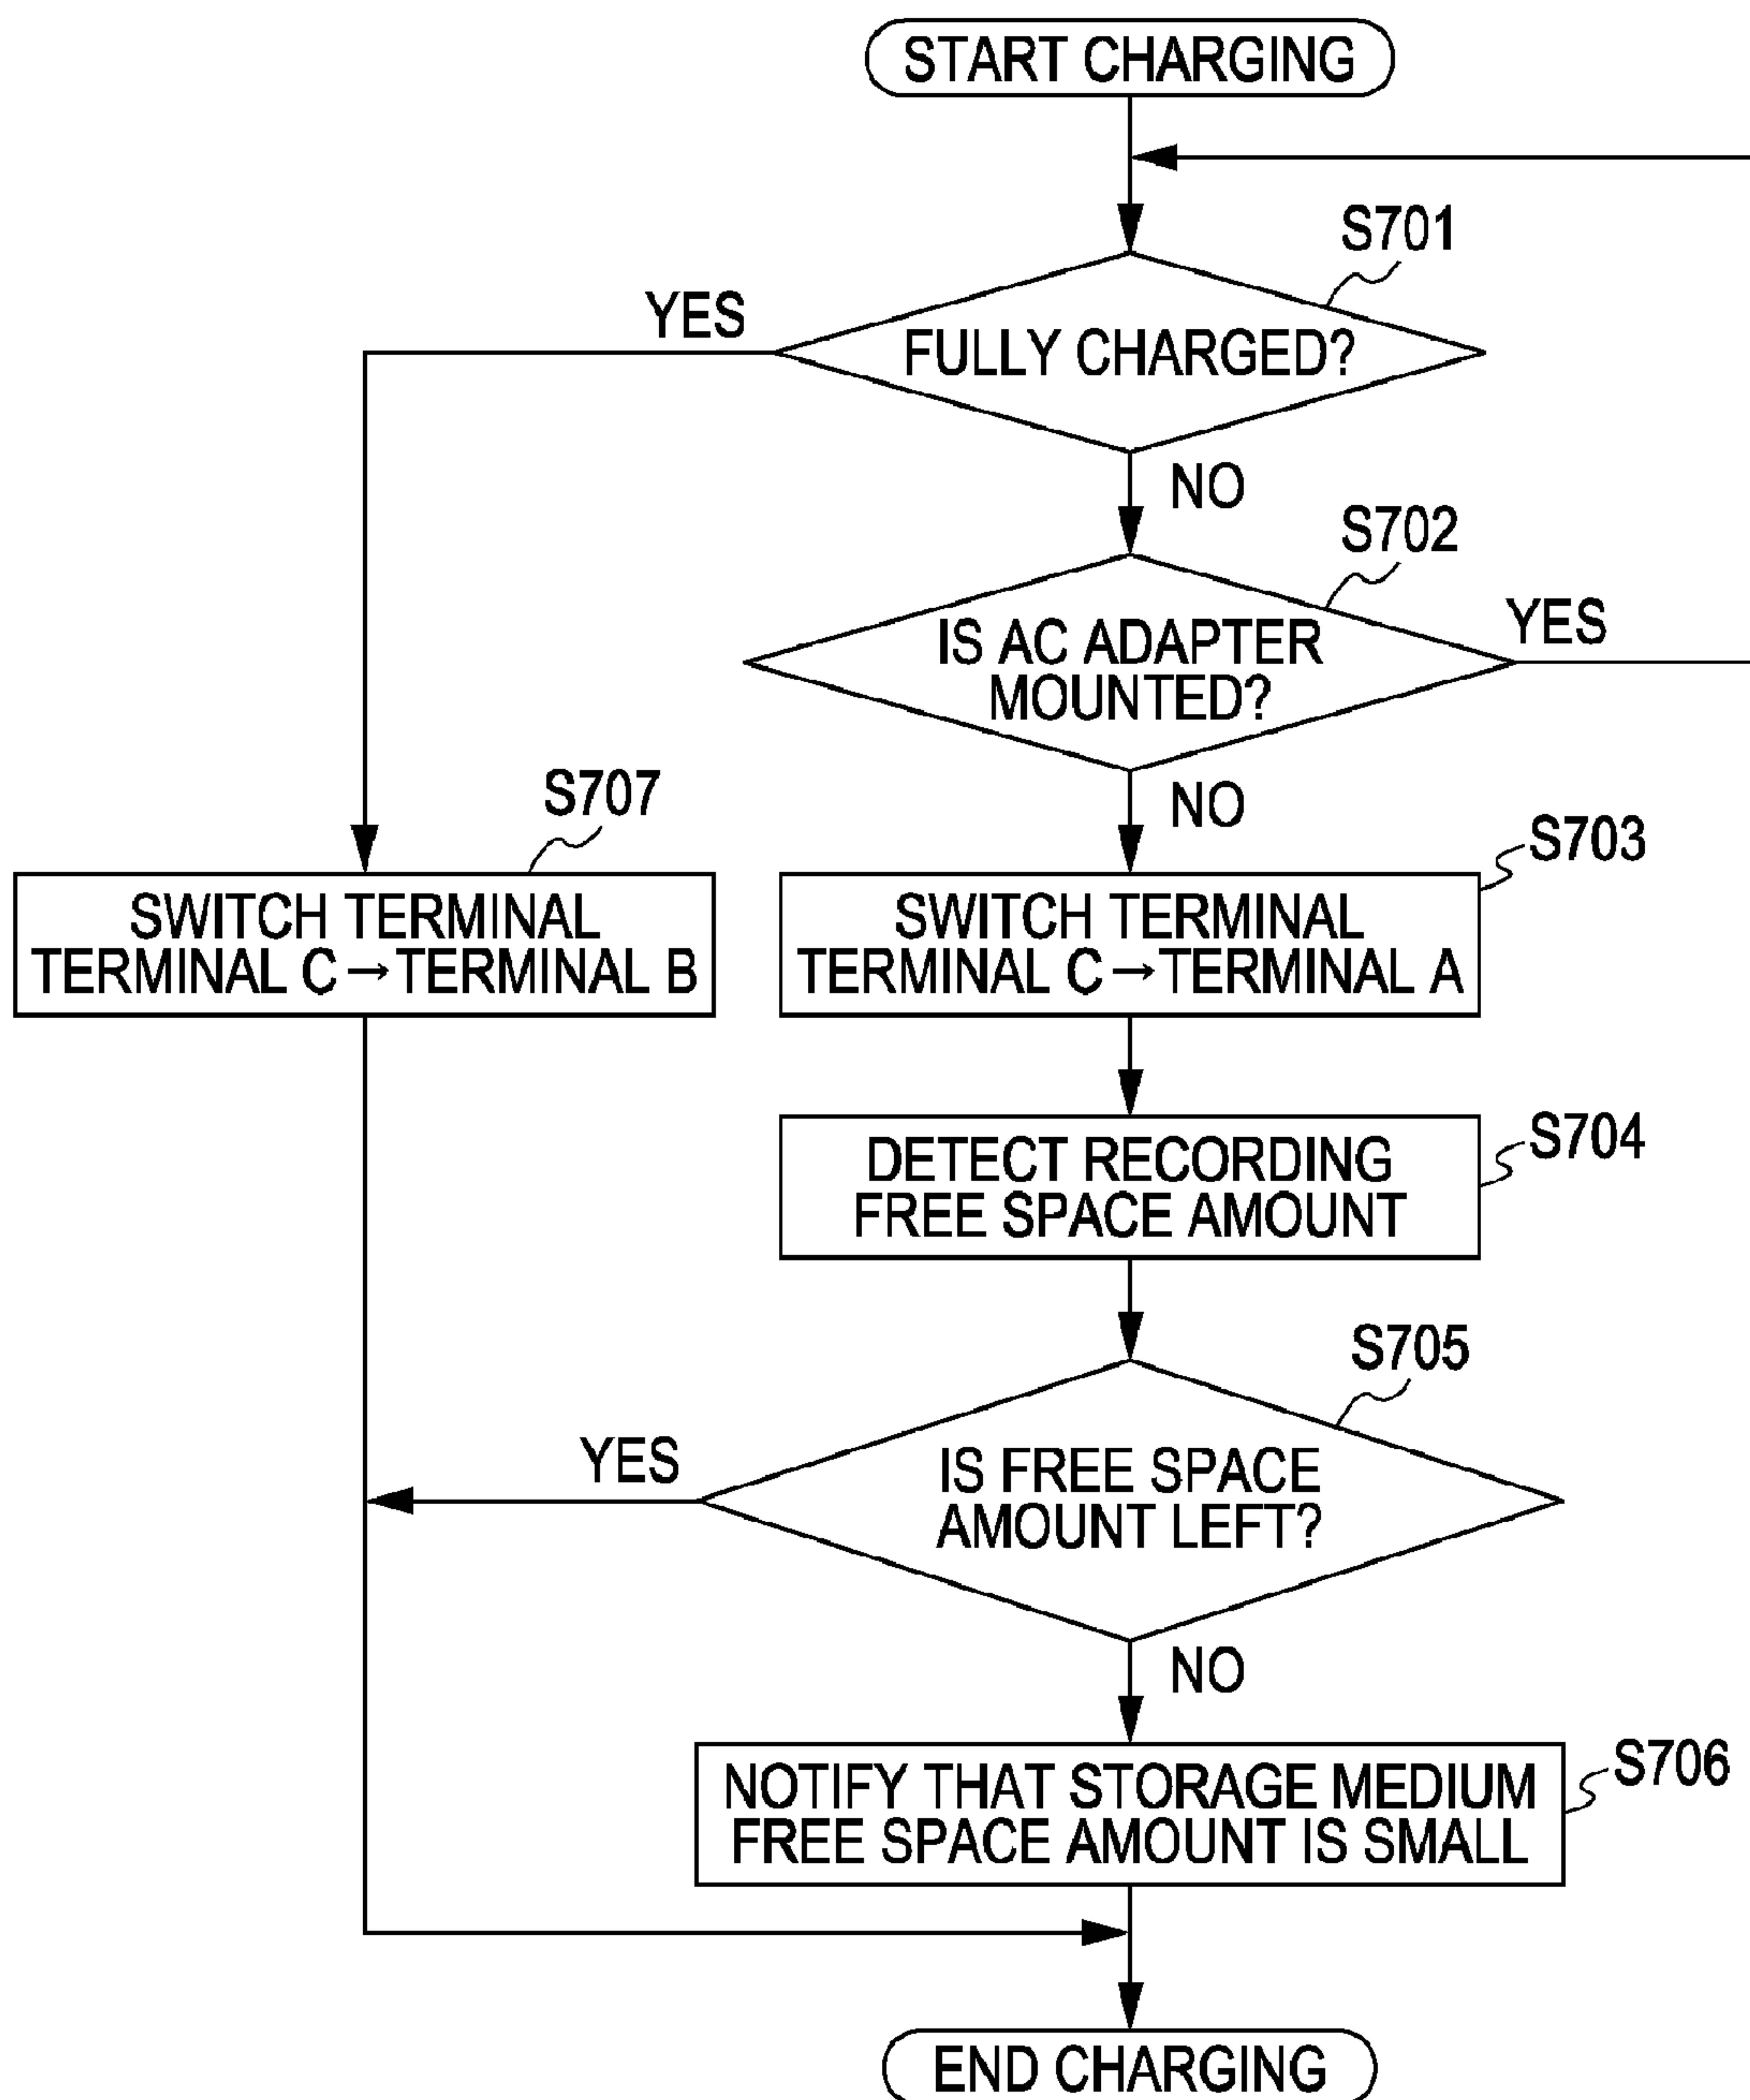 START CHARGING
S701
YES
FULLY CHARGED?
NO
S702
YES
IS AC ADAPTER
MOUNTED?
NO
S707
S703
SWITCH TERMINAL
TERMINAL C→TERMINAL B
SWITCH TERMINAL
TERMINAL C→TERMINAL A
S704
DETECT RECORDING
FREE SPACE AMOUNT
S705
YES
IS FREE SPACE
AMOUNT LEFT?
NO
S706
NOTIFY THAT STORAGE MEDIUM
FREE SPACE AMOUNT IS SMALL
END CHARGING